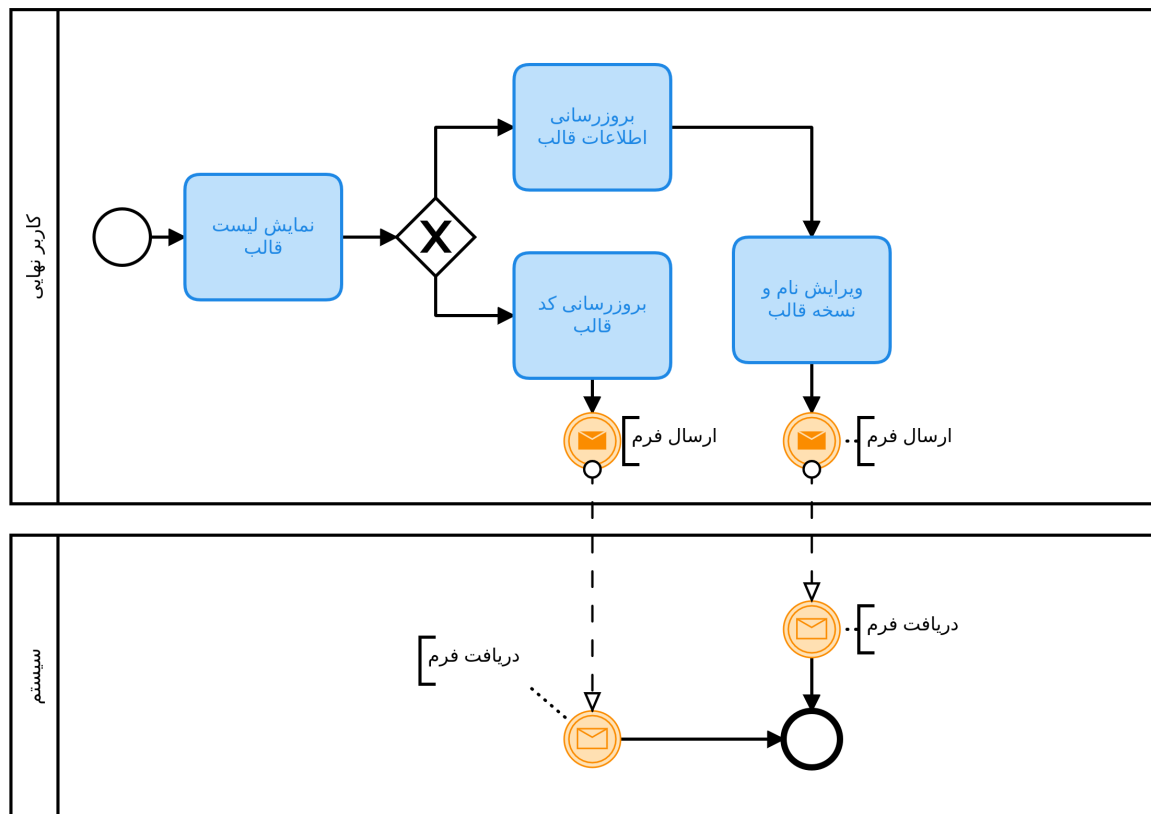 کاربر نهایی
نمایش لیست
قالب
بروزرسانی
اطلاعات قالب
بروزرسانی کد
قالب
ویرایش نام و
نسخه قالب
ارسال فرم
ارسال فرم
سیستم
دریافت فرم
دریافت فرم